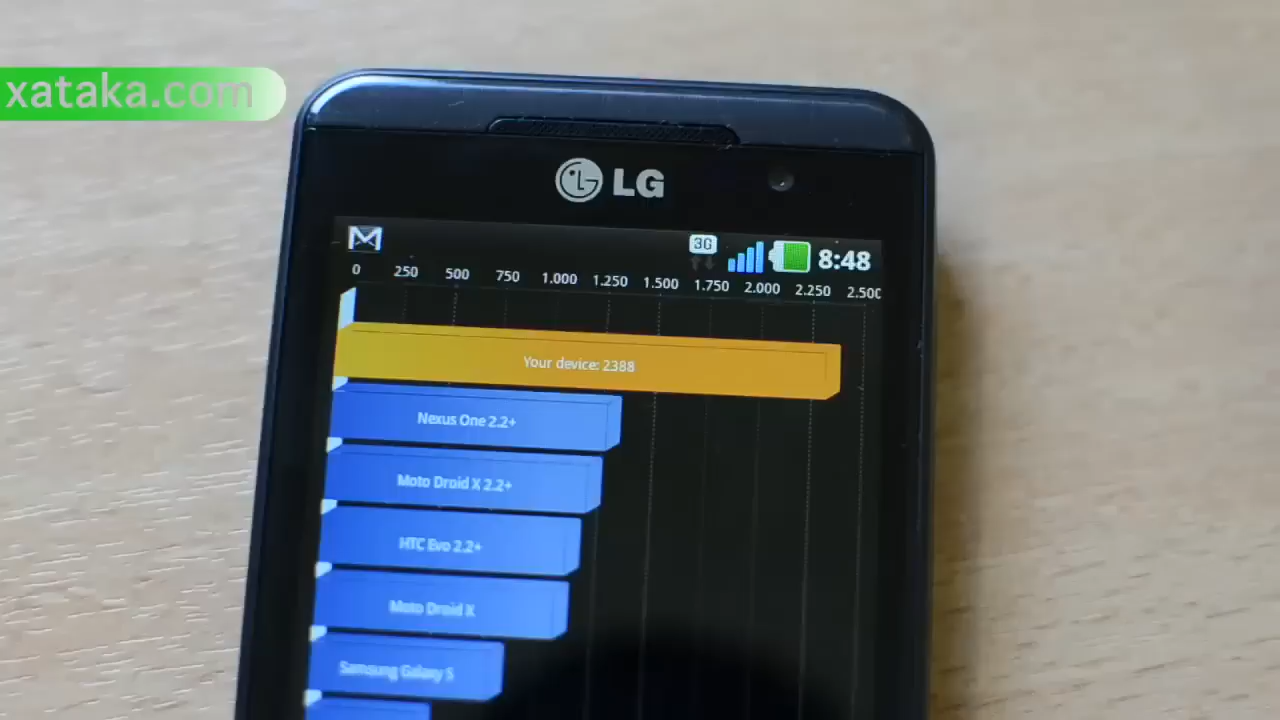 xataka.com
LG
3G 8:48
0 250 500 750 1.000 1.250 1.500 1.750 2.000 2.250 2.500
Your device: 2388
Nexus One 2.2+
Moto Droid X 2.2+
HTC Evo 2.2+
Moto Droid X
Samsung Galaxy S